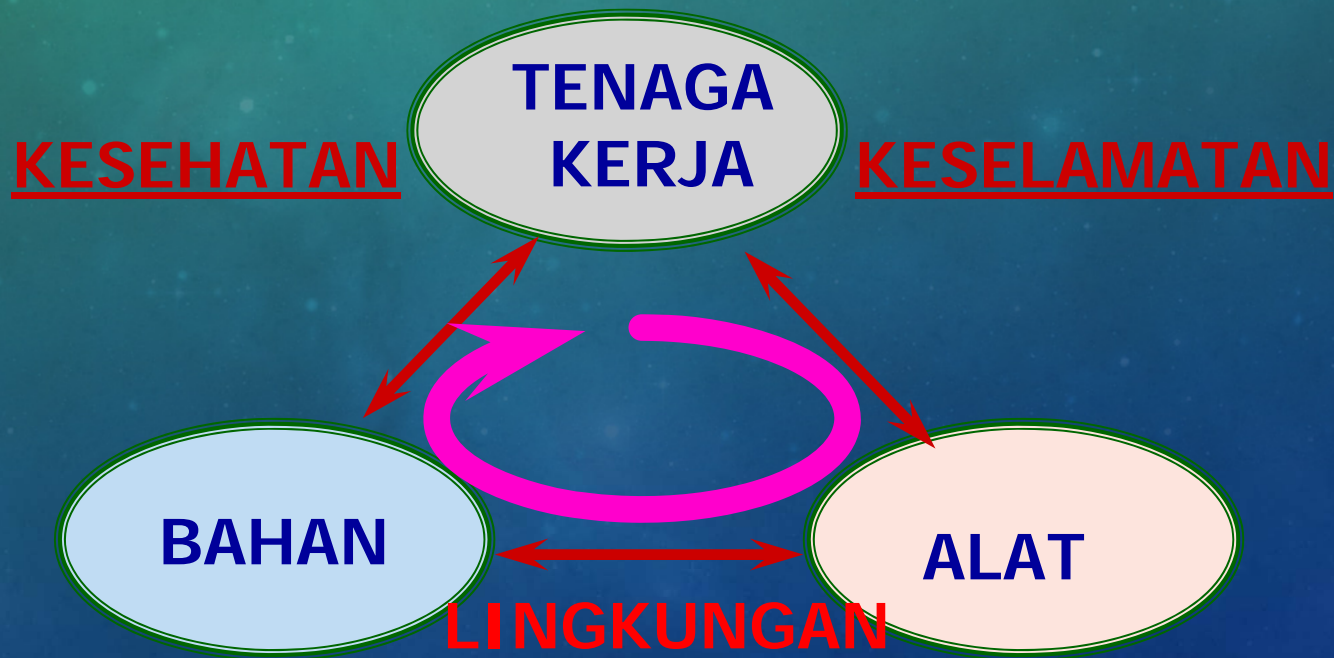 TENAGA
KERJA
KESEHATAN
KESELAMATAN
BAHAN
ALAT
LINGKUNGAN